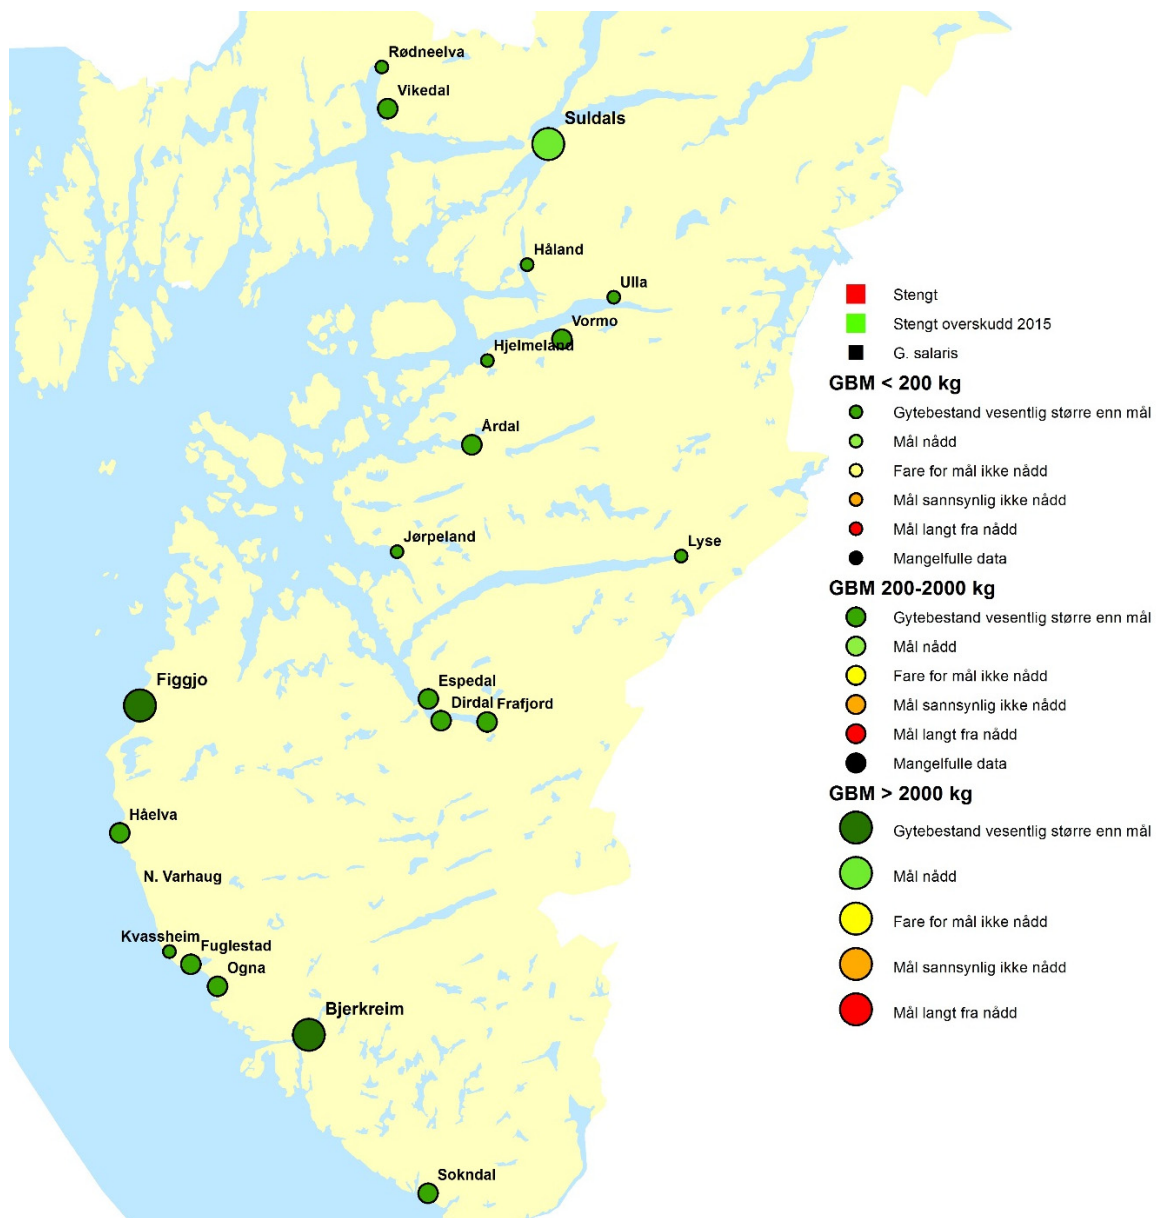 Rødneelva
Vikedal
Suldals
Håland
Ulla
Vormo
Hjelmeland
Årdal
Jørpeland
Lyse
Espedal
Dirdal
Frafjord
Figgjo
Håelva
N. Varhaug
Kvassheim
Fuglestad
Ogna
Bjerkreim
Sokndal
Stengt
Stengt overskudd 2015
G. salaris
GBM < 200 kg
Gytebestand vesentlig større enn mål
Mål nådd
Fare for mål ikke nådd
Mål sannsynlig ikke nådd
Mål langt fra nådd
Mangelfulle data
GBM 200-2000 kg
Gytebestand vesentlig større enn mål
Mål nådd
Fare for mål ikke nådd
Mål sannsynlig ikke nådd
Mål langt fra nådd
Mangelfulle data
GBM > 2000 kg
Gytebestand vesentlig større enn mål
Mål nådd
Fare for mål ikke nådd
Mål sannsynlig ikke nådd
Mål langt fra nådd